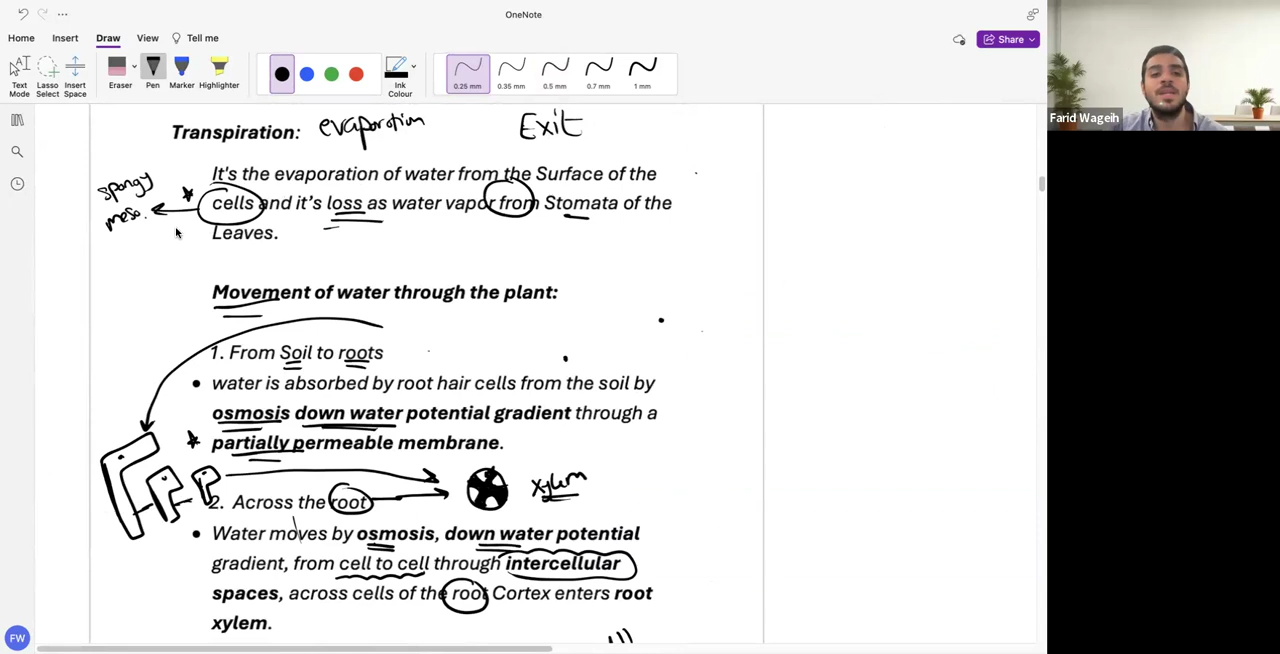 OneNote
Home Insert Draw View Tell me
Share
Text Mode
Lasso Select
Insert Space
Eraser
Pen
Marker
Highlighter
Ink Colour
0.25 mm
0.35 mm
0.5 mm
0.7 mm
1 mm
Farid Wageih
Transpiration: evaporation Exit
It's the evaporation of water from the Surface of the
spongy
cells and it's loss as water vapor from Stomata of the
meso.
Leaves.
Movement of water through the plant:
1. From Soil to roots
• water is absorbed by root hair cells from the soil by
osmosis down water potential gradient through a
partially permeable membrane.
xylem
2. Across the root
• Water moves by osmosis, down water potential
gradient, from cell to cell through intercellular
spaces, across cells of the root Cortex enters root
xylem.
FW